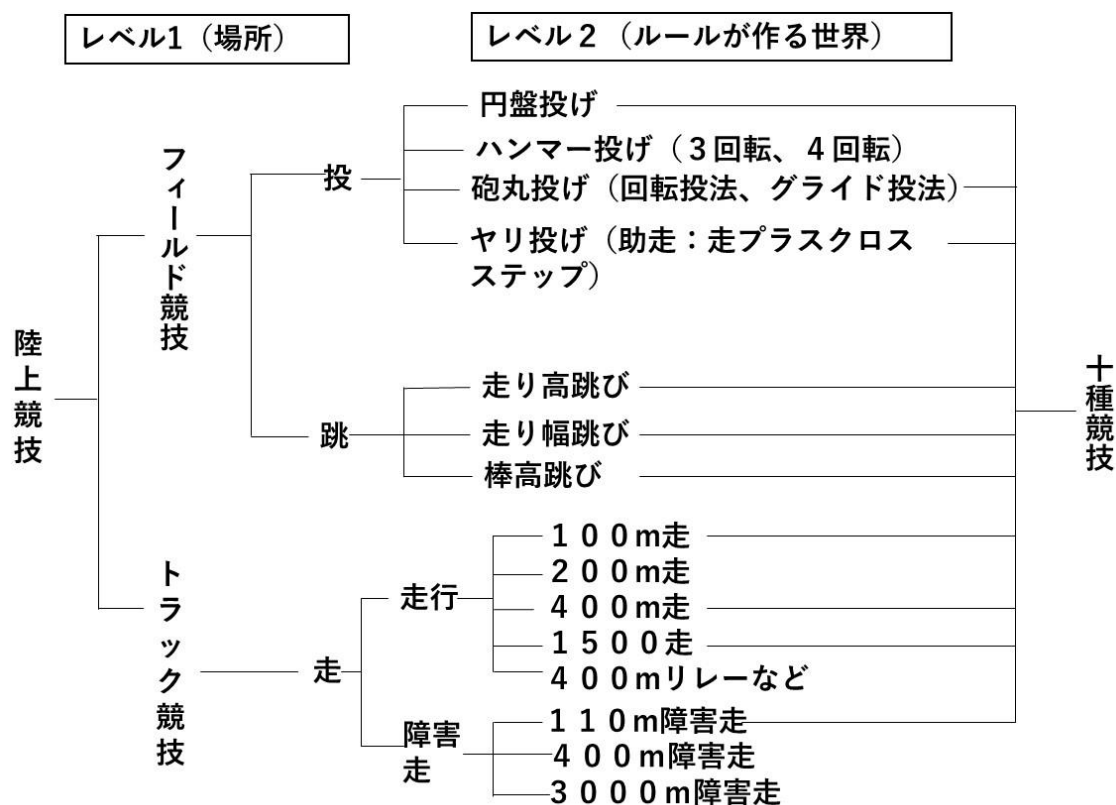 レベル1（場所）
レベル２（ルールが作る世界）
陸上競技
フィールド競技
投
円盤投げ
ハンマー投げ（３回転、４回転）
砲丸投げ（回転投法、グライド投法）
ヤリ投げ（助走：走プラスクロス
ステップ）
跳
走り高跳び
走り幅跳び
棒高跳び
トラック競技
走
走行
１００ｍ走
２００ｍ走
４００ｍ走
１５００走
４００ｍリレーなど
障害
走
１１０ｍ障害走
４００ｍ障害走
３０００ｍ障害走
十種競技